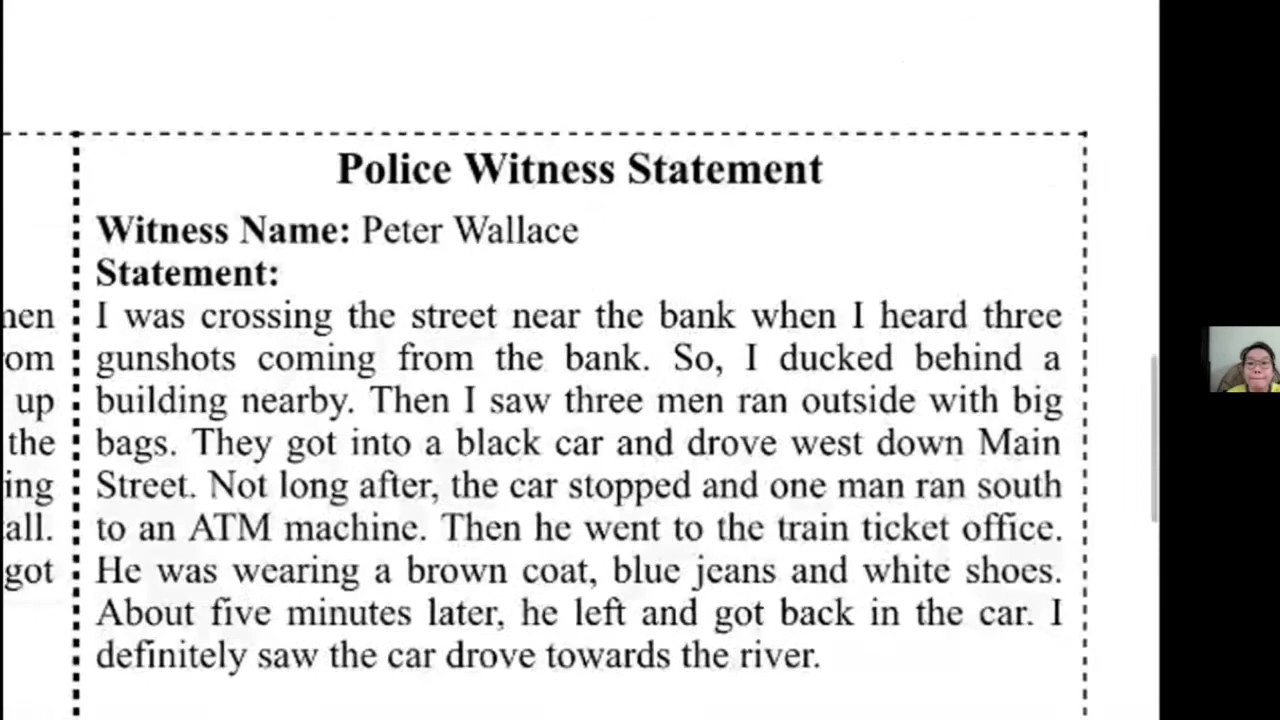 Police Witness Statement
Witness Name: Peter Wallace
Statement:
I was crossing the street near the bank when I heard three
gunshots coming from the bank. So, I ducked behind a
building nearby. Then I saw three men ran outside with big
bags. They got into a black car and drove west down Main
Street. Not long after, the car stopped and one man ran south
to an ATM machine. Then he went to the train ticket office.
He was wearing a brown coat, blue jeans and white shoes.
About five minutes later, he left and got back in the car. I
definitely saw the car drove towards the river.
up
the
got